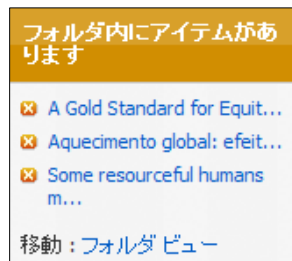 フォルダ内にアイテムがあ
ります
A Gold Standard for Equit...
Aquecimento global: efeit...
Some resourceful humans
m...
移動：フォルダ ビュー